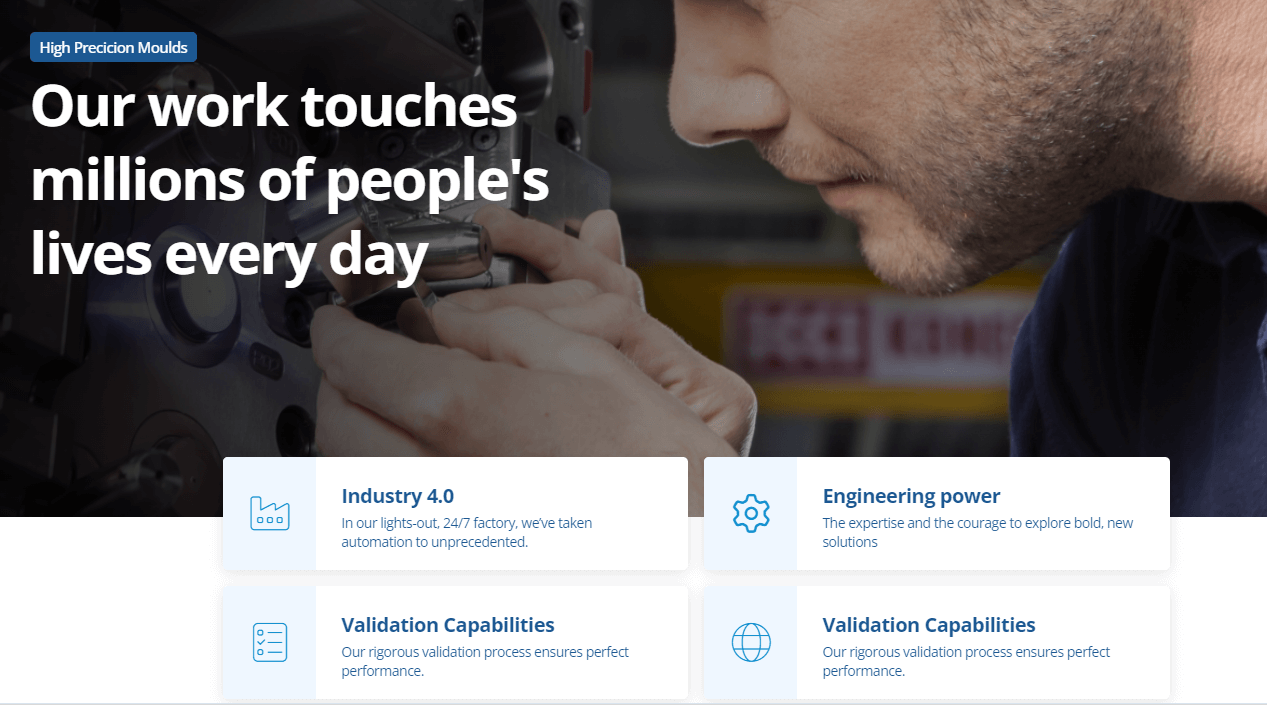 High Precicion Moulds
Our work touches
millions of people's
lives every day
Industry 4.0
In our lights-out, 24/7 factory, we’ve taken
automation to unprecedented.
Engineering power
The expertise and the courage to explore bold, new
solutions
Validation Capabilities
Our rigorous validation process ensures perfect
performance.
Validation Capabilities
Our rigorous validation process ensures perfect
performance.